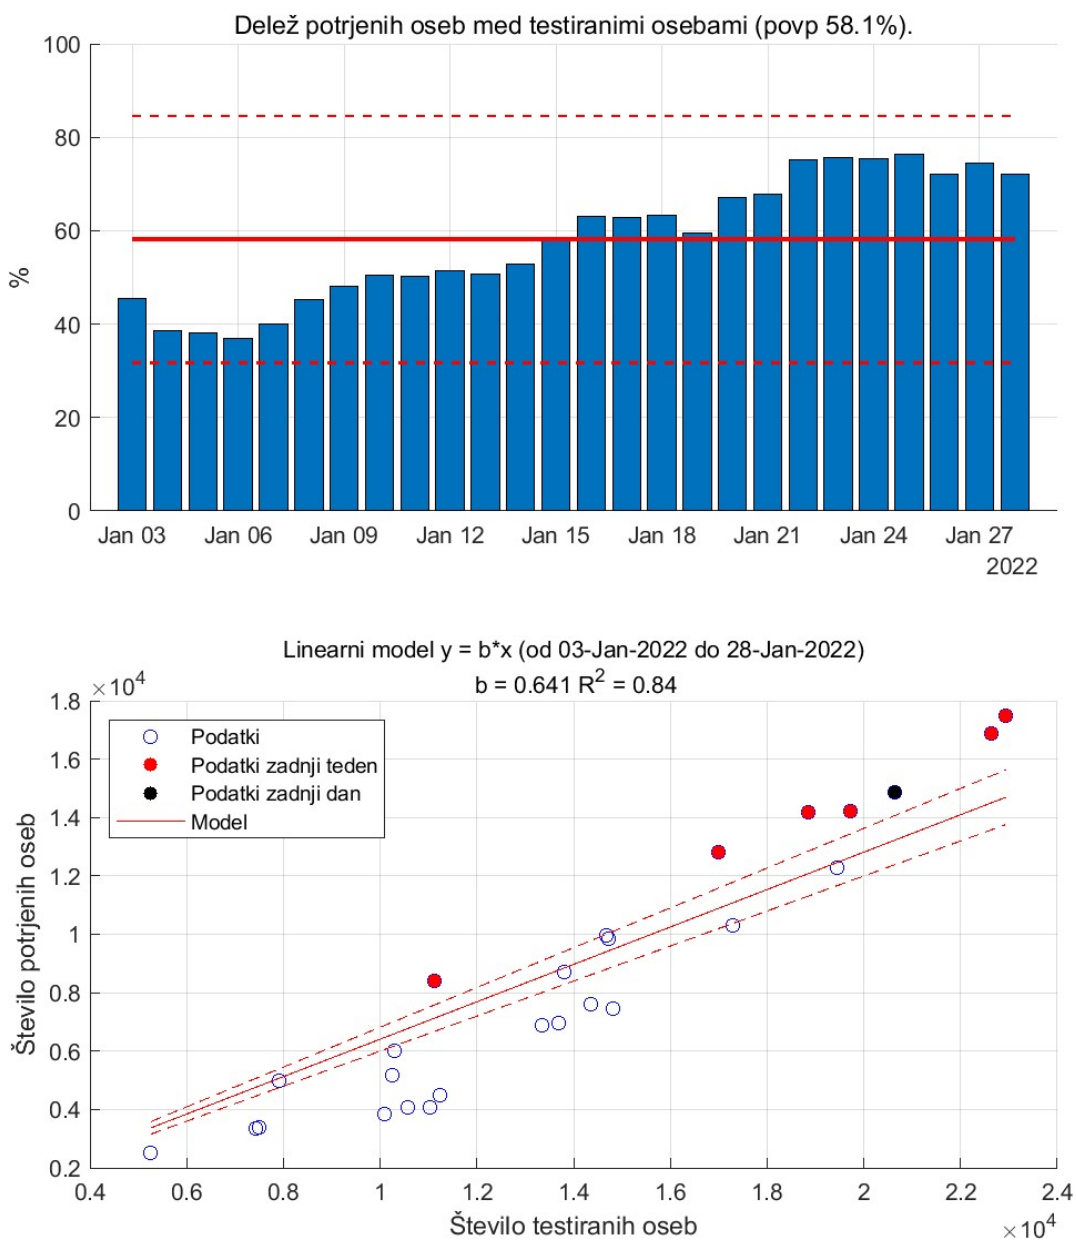 Delež potrjenih oseb med testiranimi osebami (povp 58.1%).
100
80
60
40
20
0
%
Jan 03 Jan 06 Jan 09 Jan 12 Jan 15 Jan 18 Jan 21 Jan 24 Jan 27
2022
Linearni model y = b*x (od 03-Jan-2022 do 28-Jan-2022)
b = 0.641 R² = 0.84
×10⁴
1.8
1.6
1.4
1.2
1
0.8
0.6
0.4
0.2
Število potrjenih oseb
Podatki
Podatki zadnji teden
Podatki zadnji dan
Model
0.4 0.6 0.8 1 1.2 1.4 1.6 1.8 2 2.2 2.4
Število testiranih oseb
×10⁴